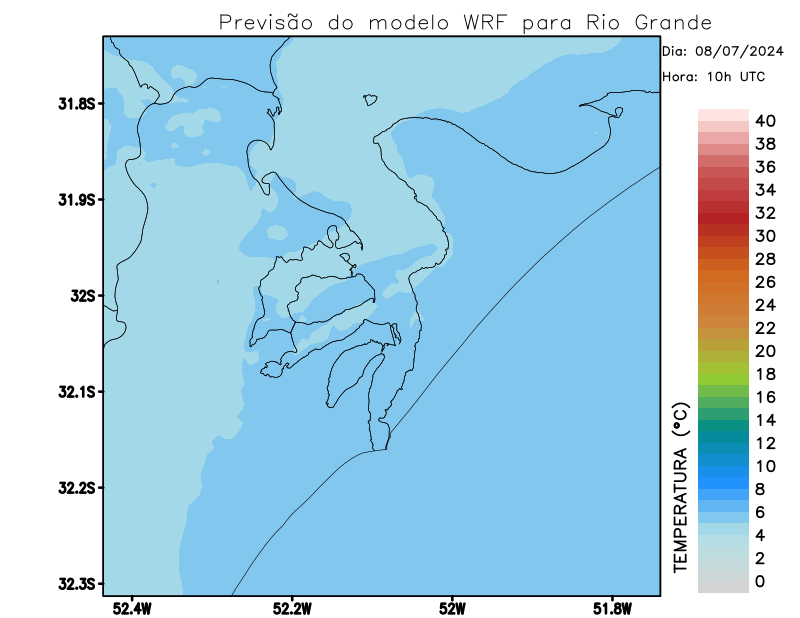 Previsão do modelo WRF para Rio Grande
Dia: 08/07/2024
Hora: 10h UTC
31.8S
31.9S
32S
32.1S
32.2S
32.3S
52.4W
52.2W
52W
51.8W
TEMPERATURA (°C)
40
38
36
34
32
30
28
26
24
22
20
18
16
14
12
10
8
6
4
2
0